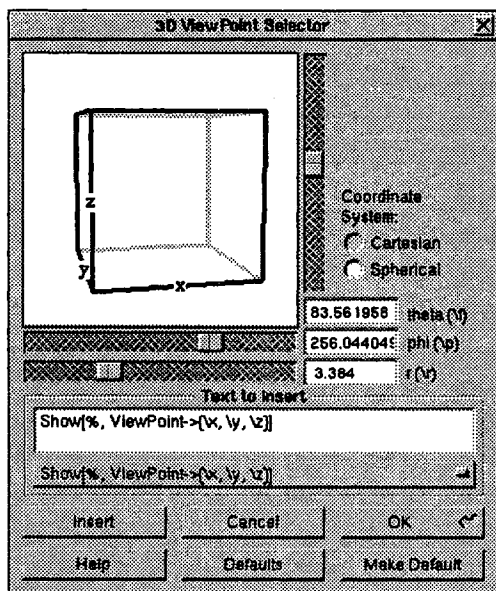 3D ViewPoint Selector
z
y
x
Coordinate
System:
Cartesian
Spherical
83.561958 theta (\t)
256.044049 phi (\p)
3.384 r (\r)
Text to Insert
Show[%, ViewPoint->{\x, \y, \z}]
Show[%, ViewPoint->{\x, \y, \z}]
Insert Cancel OK
Help Defaults Make Default